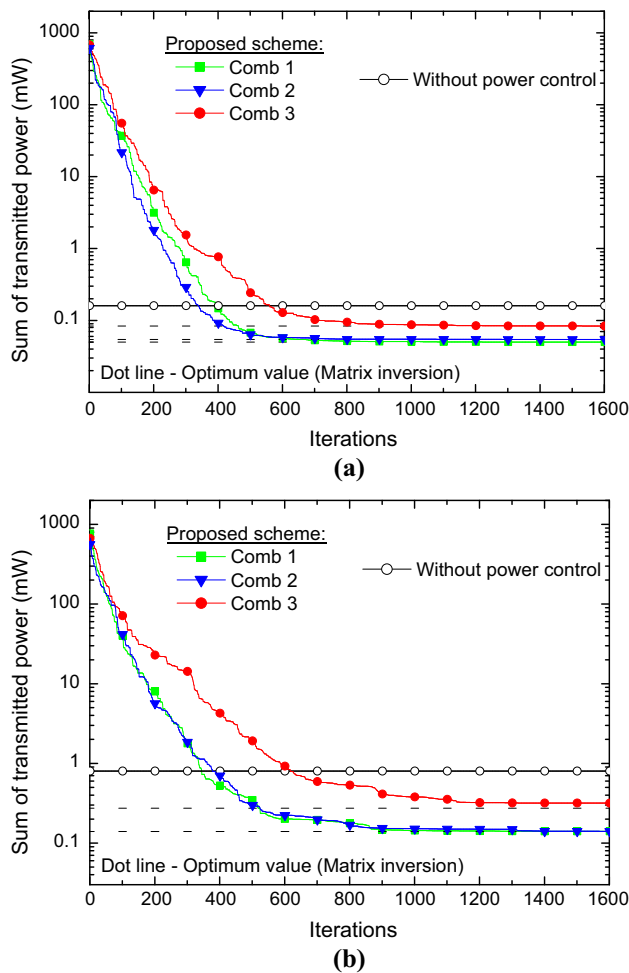 Sum of transmitted power (mW)
1000
100
10
1
0.1
Proposed scheme:
Comb 1
Comb 2
Comb 3
Without power control
Dot line - Optimum value (Matrix inversion)
0 200 400 600 800 1000 1200 1400 1600
Iterations
(a)
Sum of transmitted power (mW)
1000
100
10
1
0.1
Proposed scheme:
Comb 1
Comb 2
Comb 3
Without power control
Dot line - Optimum value (Matrix inversion)
0 200 400 600 800 1000 1200 1400 1600
Iterations
(b)